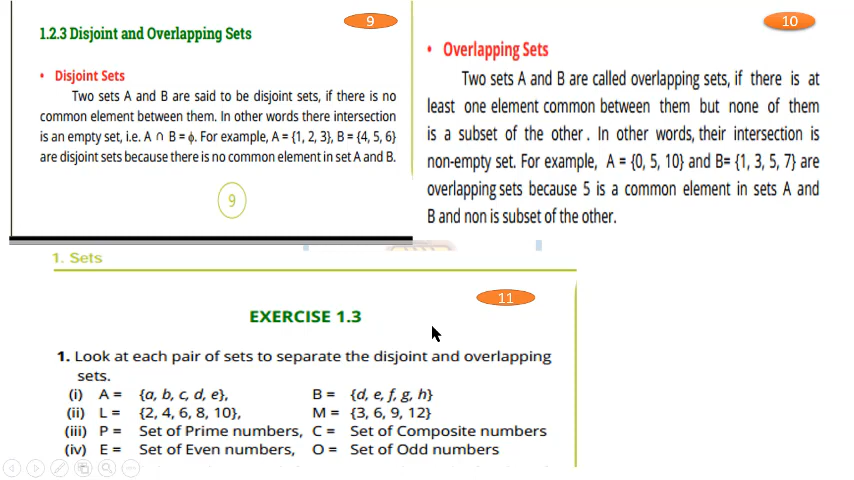 9
1.2.3 Disjoint and Overlapping Sets
• Disjoint Sets
Two sets A and B are said to be disjoint sets, if there is no
common element between them. In other words there intersection
is an empty set, i.e. A ∩ B = ϕ. For example, A = {1, 2, 3}, B = {4, 5, 6}
are disjoint sets because there is no common element in set A and B.
9
10
• Overlapping Sets
Two sets A and B are called overlapping sets, if there is at
least one element common between them but none of them
is a subset of the other . In other words, their intersection is
non-empty set. For example, A = {0, 5, 10} and B= {1, 3, 5, 7} are
overlapping sets because 5 is a common element in sets A and
B and non is subset of the other.
1. Sets
11
EXERCISE 1.3
1. Look at each pair of sets to separate the disjoint and overlapping
sets.
(i) A = {a, b, c, d, e}, B = {d, e, f, g, h}
(ii) L = {2, 4, 6, 8, 10}, M = {3, 6, 9, 12}
(iii) P = Set of Prime numbers, C = Set of Composite numbers
(iv) E = Set of Even numbers, O = Set of Odd numbers